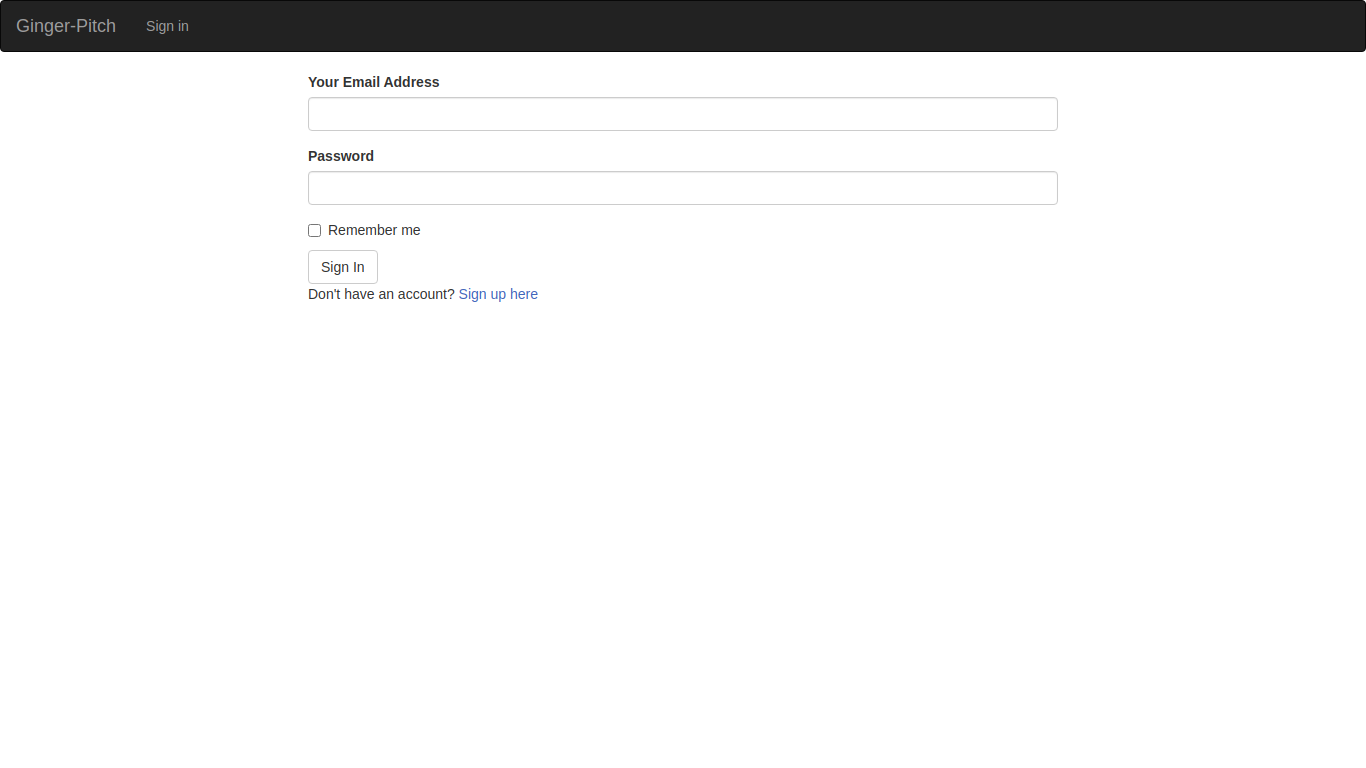 Ginger-Pitch Sign in
Your Email Address
Password
Remember me
Sign In
Don't have an account? Sign up here